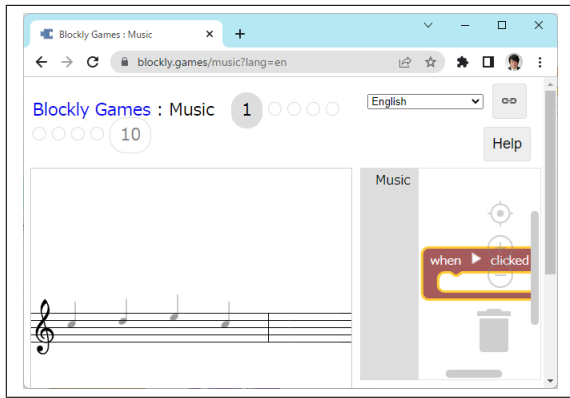 Blockly Games : Music
blockly.games/music?lang=en
Blockly Games : Music 1
10
English
Help
Music
when clicked